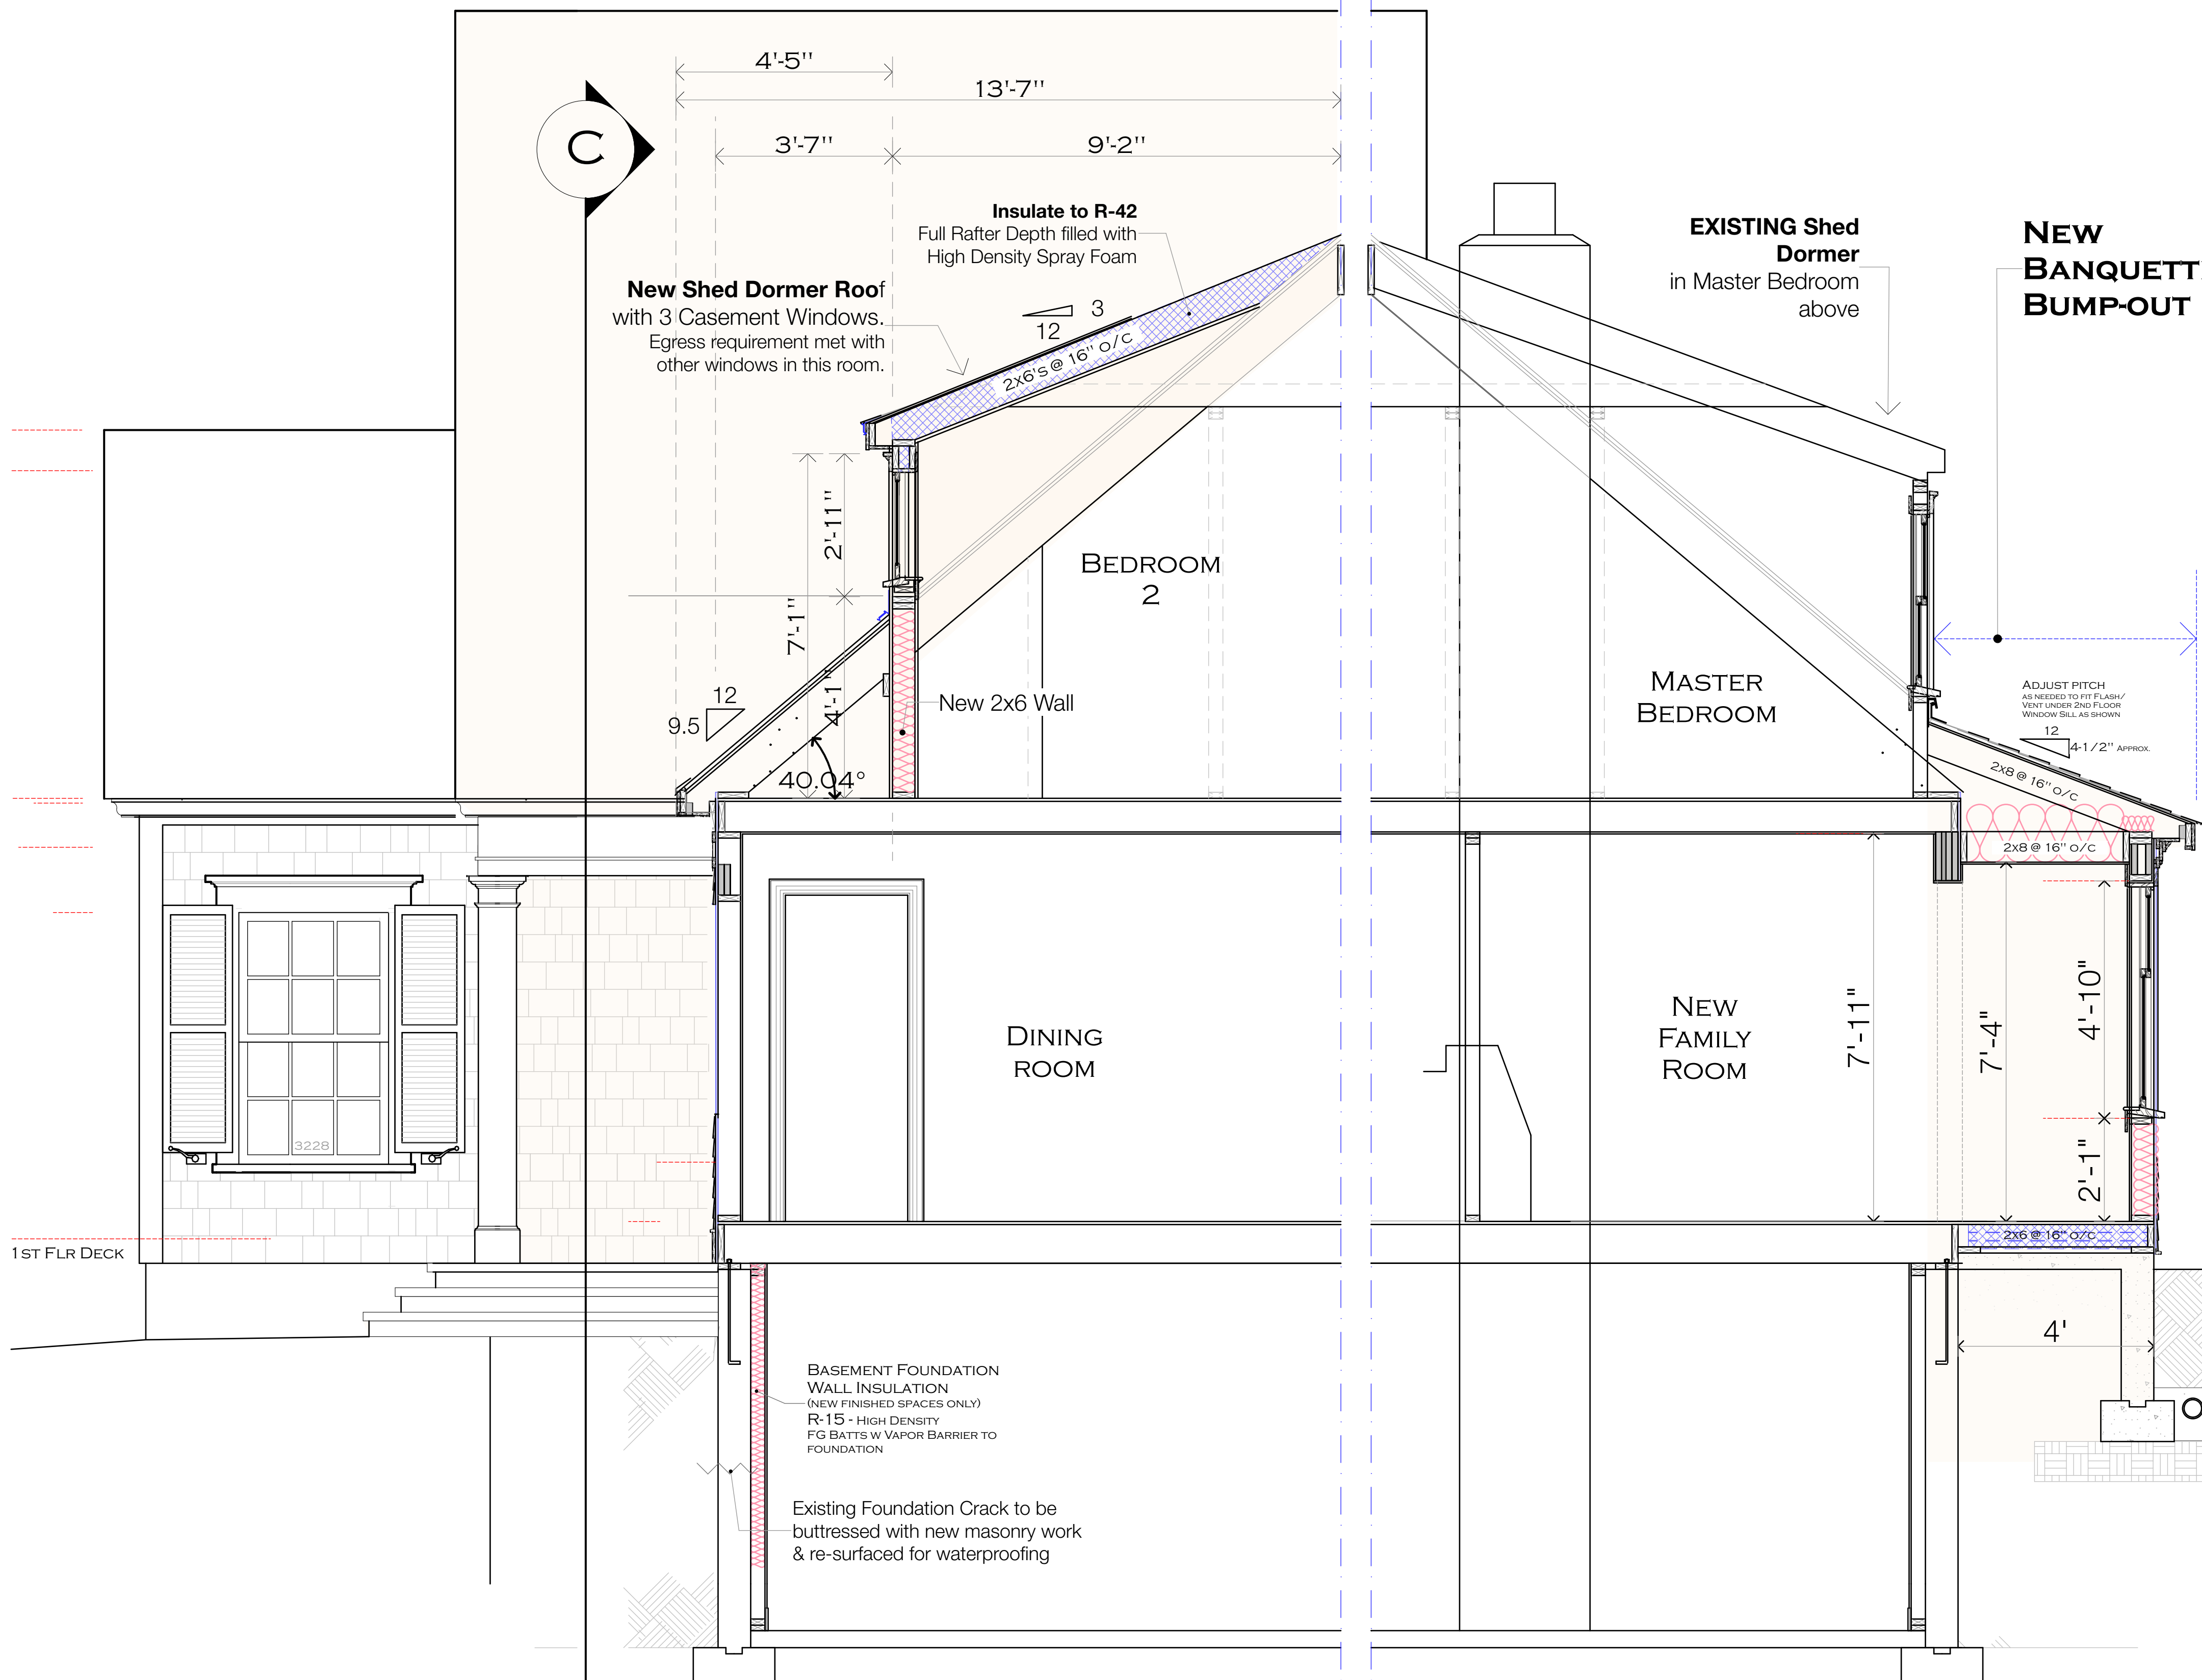 4'-5''
13'-7''
C
3'-7''
9'-2''
Insulate to R-42
Full Rafter Depth filled with
High Density Spray Foam
New Shed Dormer Roof
with 3 Casement Windows.
Egress requirement met with
other windows in this room.
3
12
2x6's @ 16'' o/c
EXISTING Shed
Dormer
in Master Bedroom
above
New
Bump-out
2'-11''
7'-1''
4'-1''
Bedroom
2
12
9.5
New 2x6 Wall
40.04°
Master
Bedroom
Adjust pitch
as needed to fit Flash/
Vent under 2nd Floor
Window Sill as shown
12
4-1/2'' Approx.
2x8 @ 16'' o/c
2x8 @ 16'' o/c
Dining
room
New
Family
Room
7'-11"
7'-4"
4'-10"
2'-1"
3228
1st Flr Deck
2x6 @ 16'' o/c
4'
Basement Foundation
Wall Insulation
(new finished spaces only)
R-15 - High Density
FG Batts w Vapor Barrier to
foundation
Existing Foundation Crack to be
buttressed with new masonry work
& re-surfaced for waterproofing